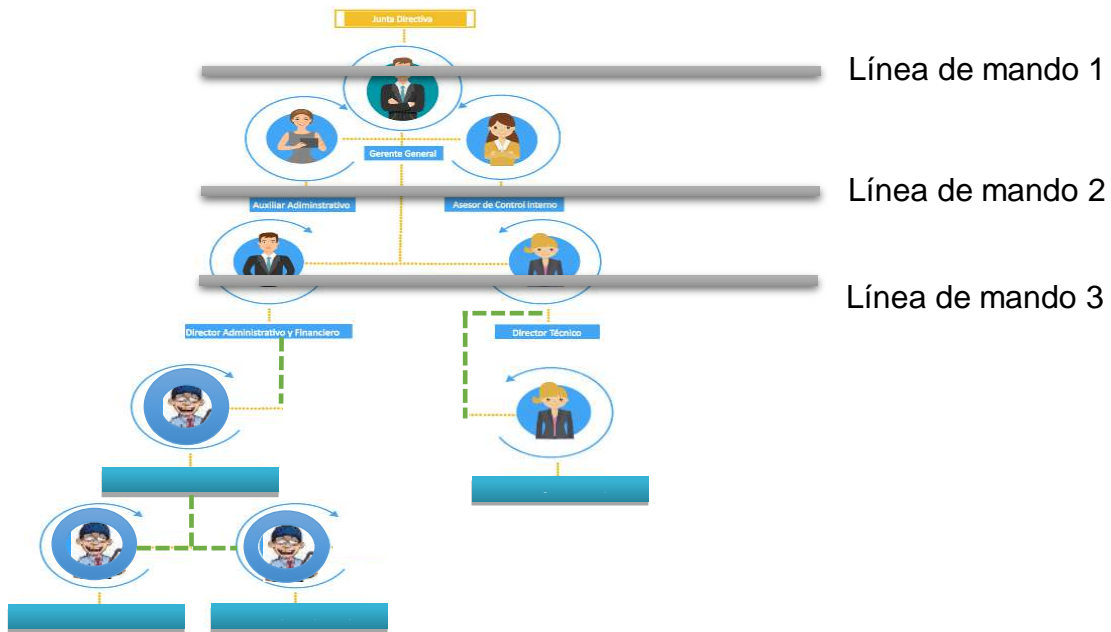 Junta Directiva
Línea de mando 1
Gerente General
Línea de mando 2
Auxiliar Adiminstrativo
Asesor de Control Interno
Línea de mando 3
Director Administrativo y Financiero
Director Técnico